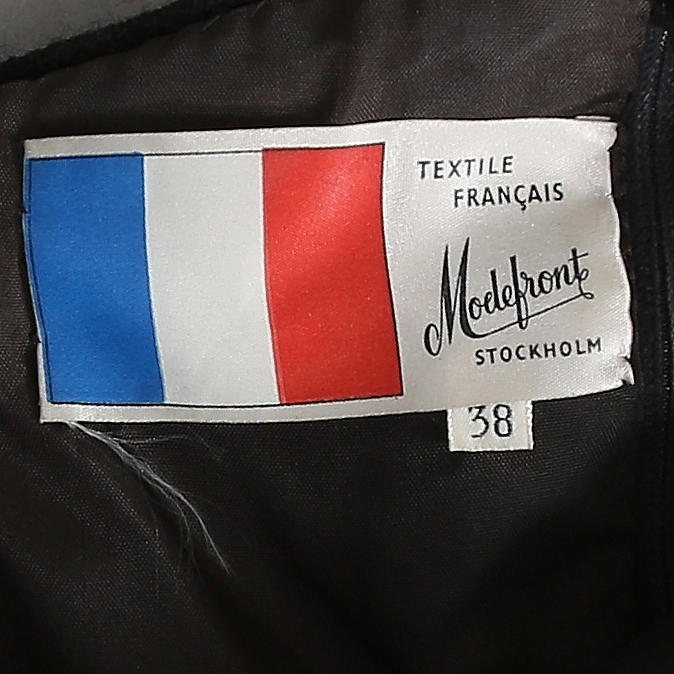 TEXTILE
FRANÇAIS
Modefront
STOCKHOLM
38